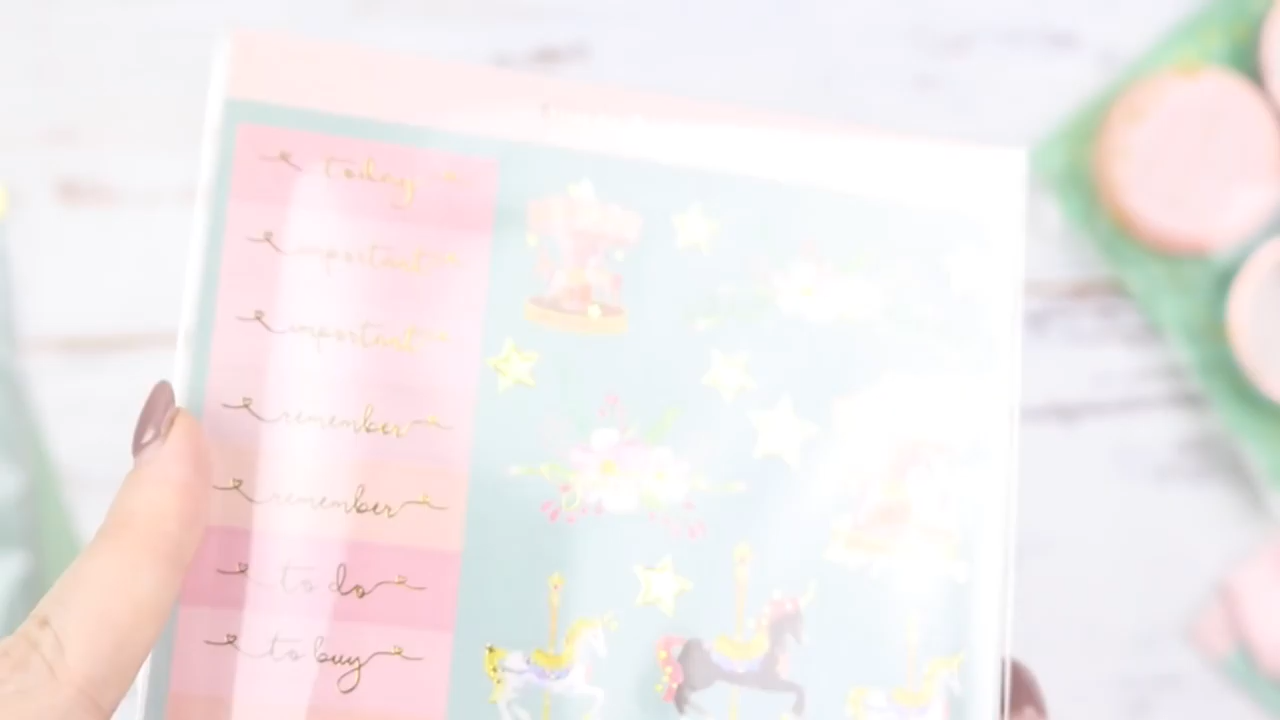 today
important
important
remember
remember
to do
to buy